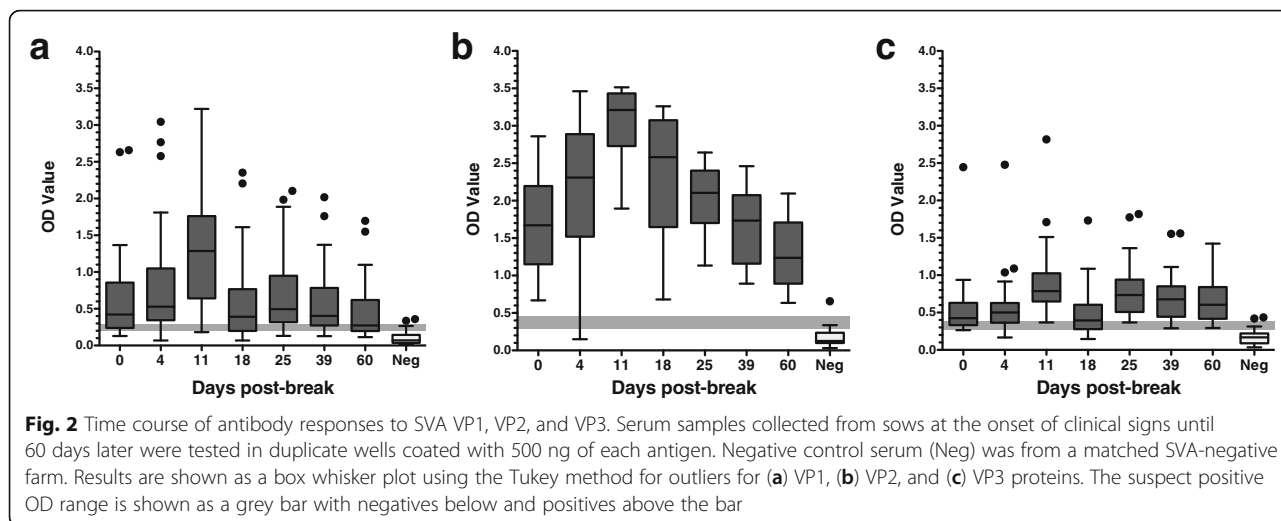 a
b
c
4.0
3.5
3.0
2.5
2.0
1.5
1.0
0.5
0.0
OD Value
0 4 11 18 25 39 60 Neg
Days post-break
4.0
3.5
3.0
2.5
2.0
1.5
1.0
0.5
0.0
OD Value
0 4 11 18 25 39 60 Neg
Days post-break
4.0
3.5
3.0
2.5
2.0
1.5
1.0
0.5
0.0
OD Value
0 4 11 18 25 39 60 Neg
Days post-break
Fig. 2 Time course of antibody responses to SVA VP1, VP2, and VP3. Serum samples collected from sows at the onset of clinical signs until
60 days later were tested in duplicate wells coated with 500 ng of each antigen. Negative control serum (Neg) was from a matched SVA-negative
farm. Results are shown as a box whisker plot using the Tukey method for outliers for (a) VP1, (b) VP2, and (c) VP3 proteins. The suspect positive
OD range is shown as a grey bar with negatives below and positives above the bar